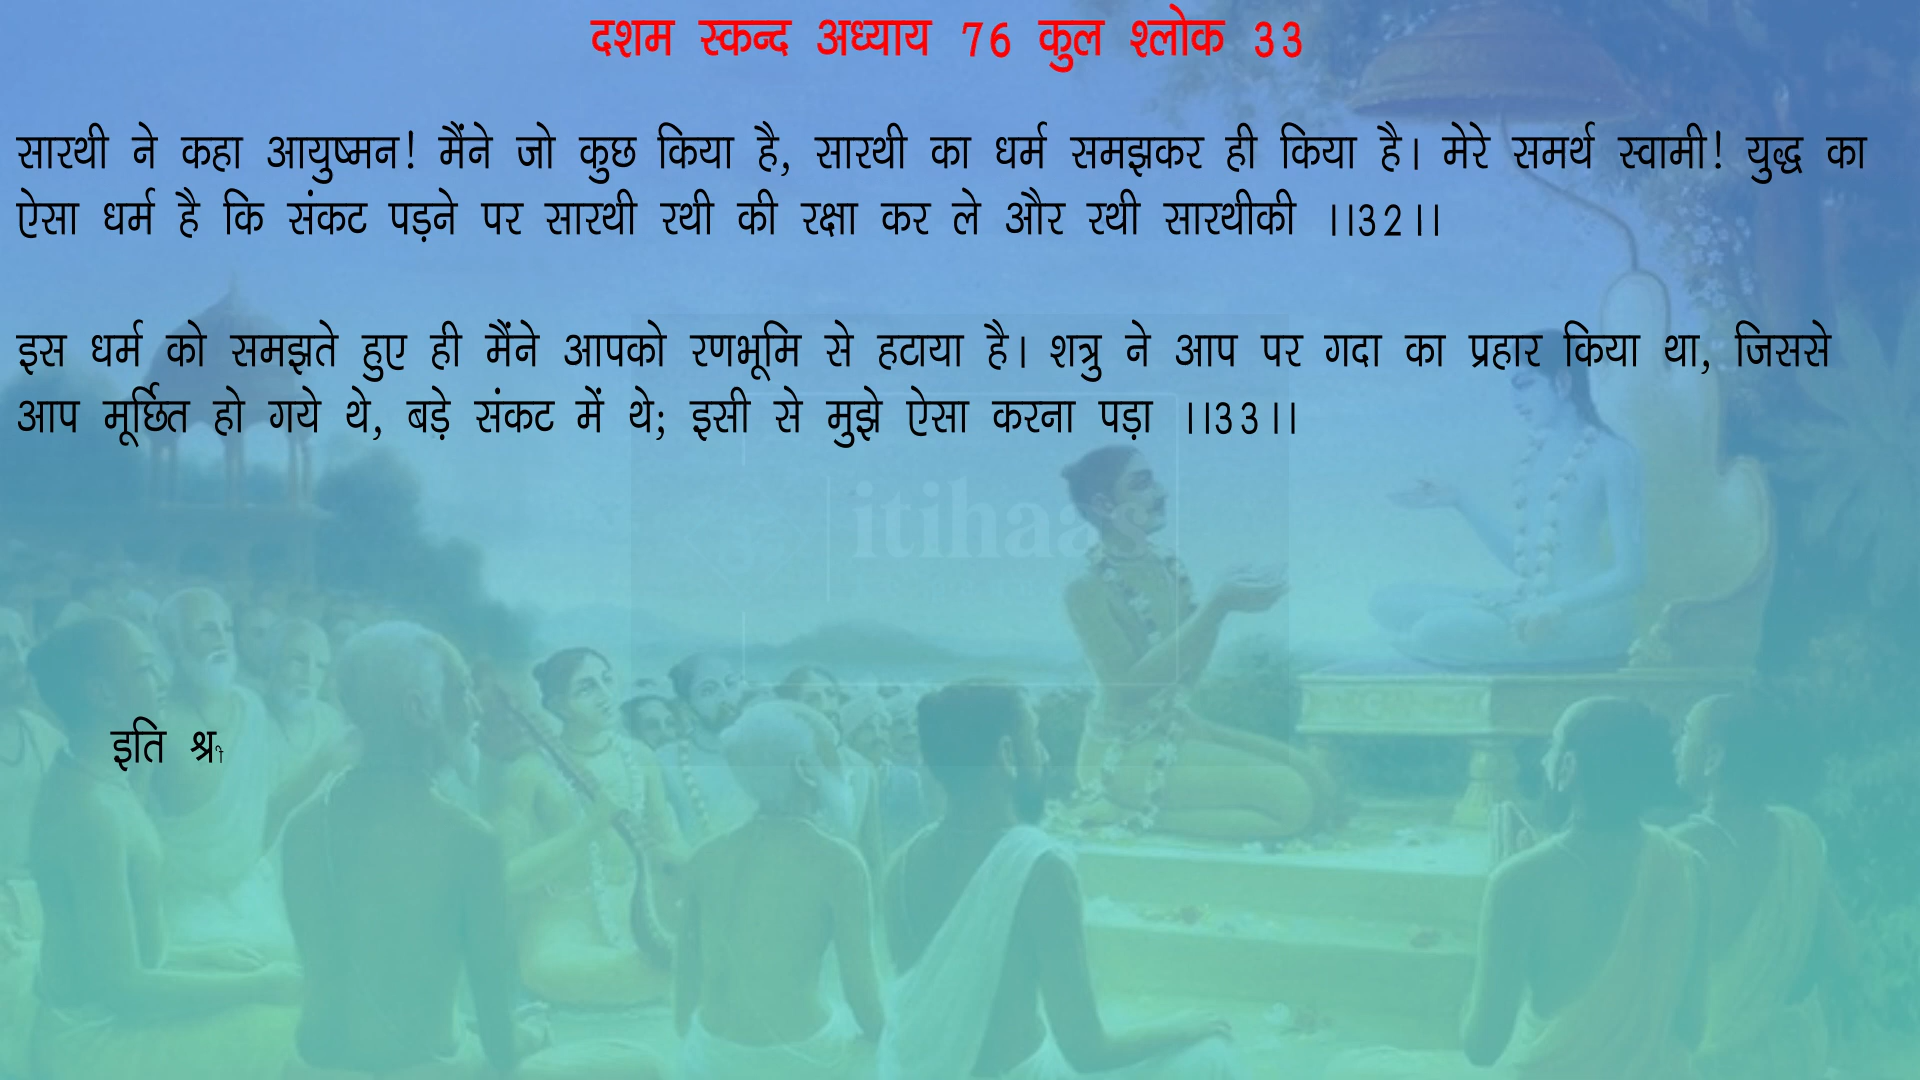 दशम स्कन्द अध्याय 76 कुल श्लोक 33
सारथी ने कहा आयुष्मन! मैंने जो कुछ किया है, सारथी का धर्म समझकर ही किया है। मेरे समर्थ स्वामी! युद्ध का
ऐसा धर्म है कि संकट पड़ने पर सारथी रथी की रक्षा कर ले और रथी सारथीकी ।।32।।
इस धर्म को समझते हुए ही मैंने आपको रणभूमि से हटाया है। शत्रु ने आप पर गदा का प्रहार किया था, जिससे
आप मूर्छित हो गये थे, बड़े संकट में थे; इसी से मुझे ऐसा करना पड़ा ।।33।।
itihaas
इति श्री